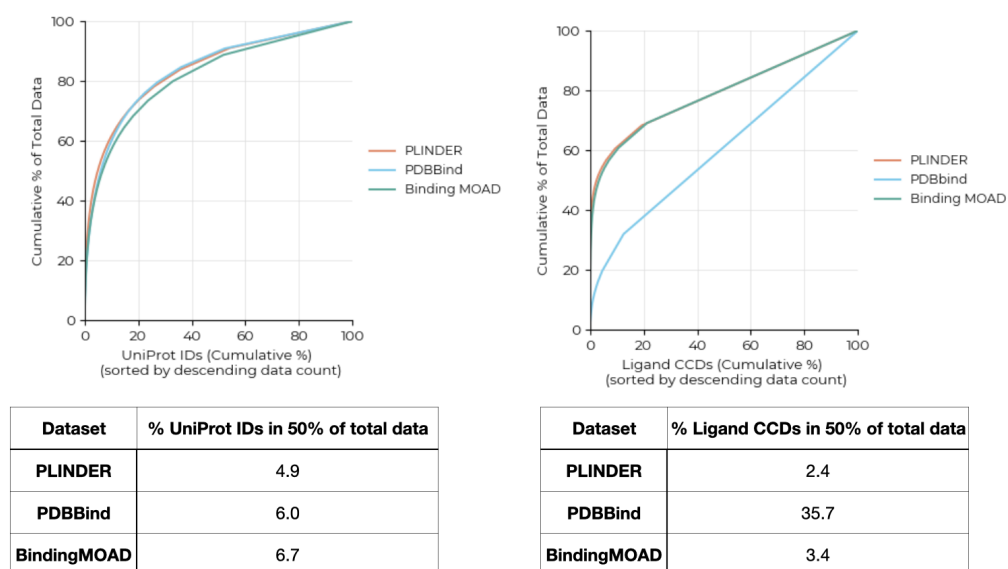 100
80
60
40
20
0
Cumulative % of Total Data
0 20 40 60 80 100
UniProt IDs (Cumulative %)
(sorted by descending data count)
PLINDER
PDBBind
Binding MOAD
100
80
60
40
20
0
Cumulative % of Total Data
0 20 40 60 80 100
Ligand CCDs (Cumulative %)
(sorted by descending data count)
PLINDER
PDBbind
Binding MOAD
Dataset % UniProt IDs in 50% of total data
PLINDER 4.9
PDBBind 6.0
BindingMOAD 6.7
Dataset % Ligand CCDs in 50% of total data
PLINDER 2.4
PDBBind 35.7
BindingMOAD 3.4